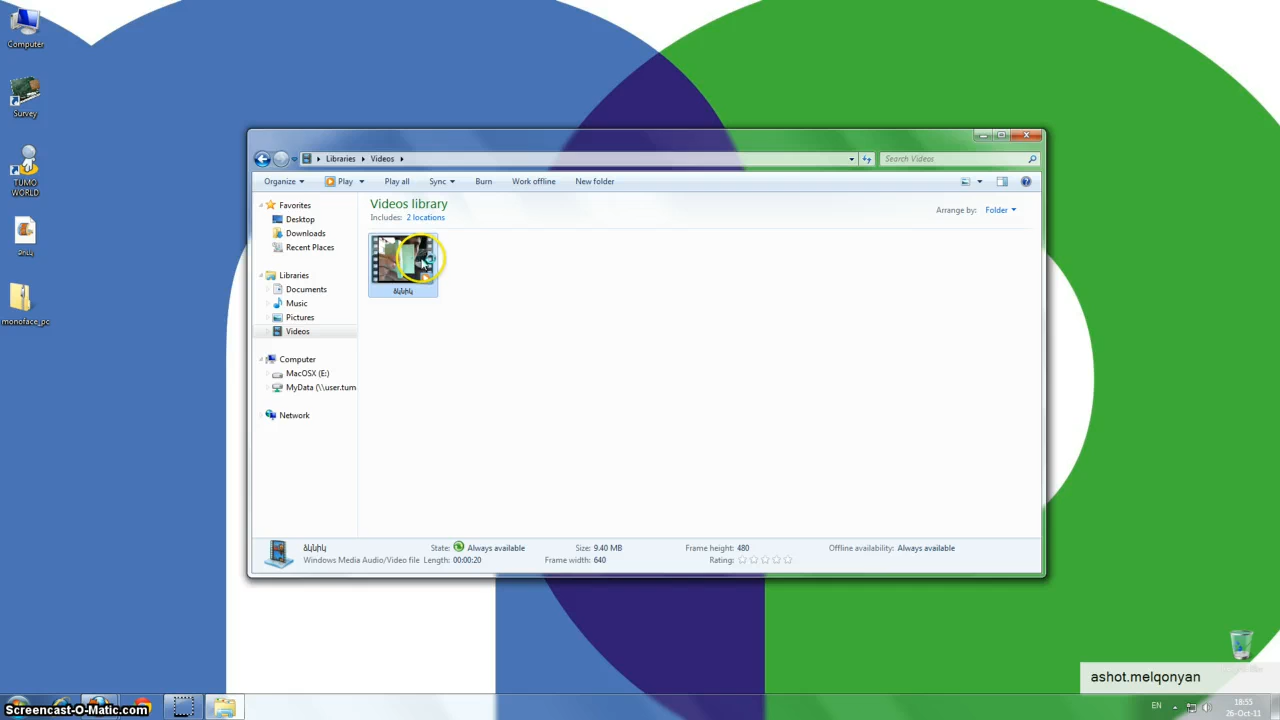 Computer
Survey
TUMO
WORLD
monoface_pc
Libraries
Videos
Search Videos
Organize
Play
Play all
Sync
Burn
Work offline
New folder
Favorites
Desktop
Downloads
Recent Places
Libraries
Documents
Music
Pictures
Videos
Computer
MacOSX (E:)
MyData (\\user.tum
Network
Videos library
Includes: 2 locations
Arrange by: Folder
ձկնիկ
ձկնիկ
State: Always available
Size: 9.40 MB
Frame height: 480
Offline availability: Always available
Windows Media Audio/Video file
Length: 00:00:20
Frame width: 640
Rating:
ashot.melqonyan
Screencast-O-Matic.com
EN
18:53
26-Oct-11